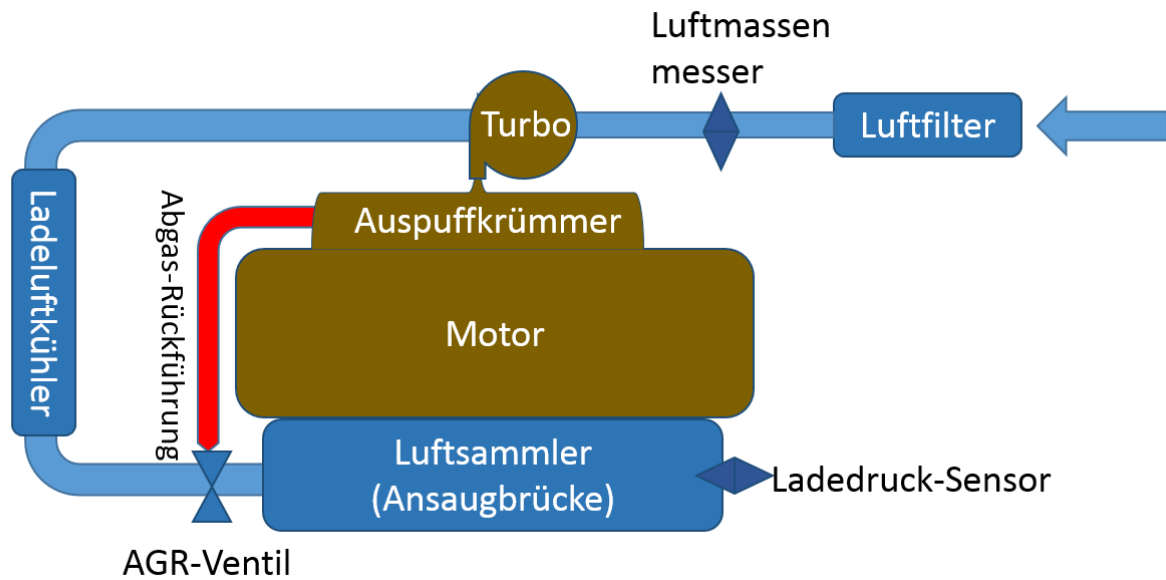 Luftmassen
messer
Turbo
Luftfilter
Ladeluftkühler
Abgas-Rückführung
Auspuffkrümmer
Motor
Luftsammler
(Ansaugbrücke)
Ladedruck-Sensor
AGR-Ventil